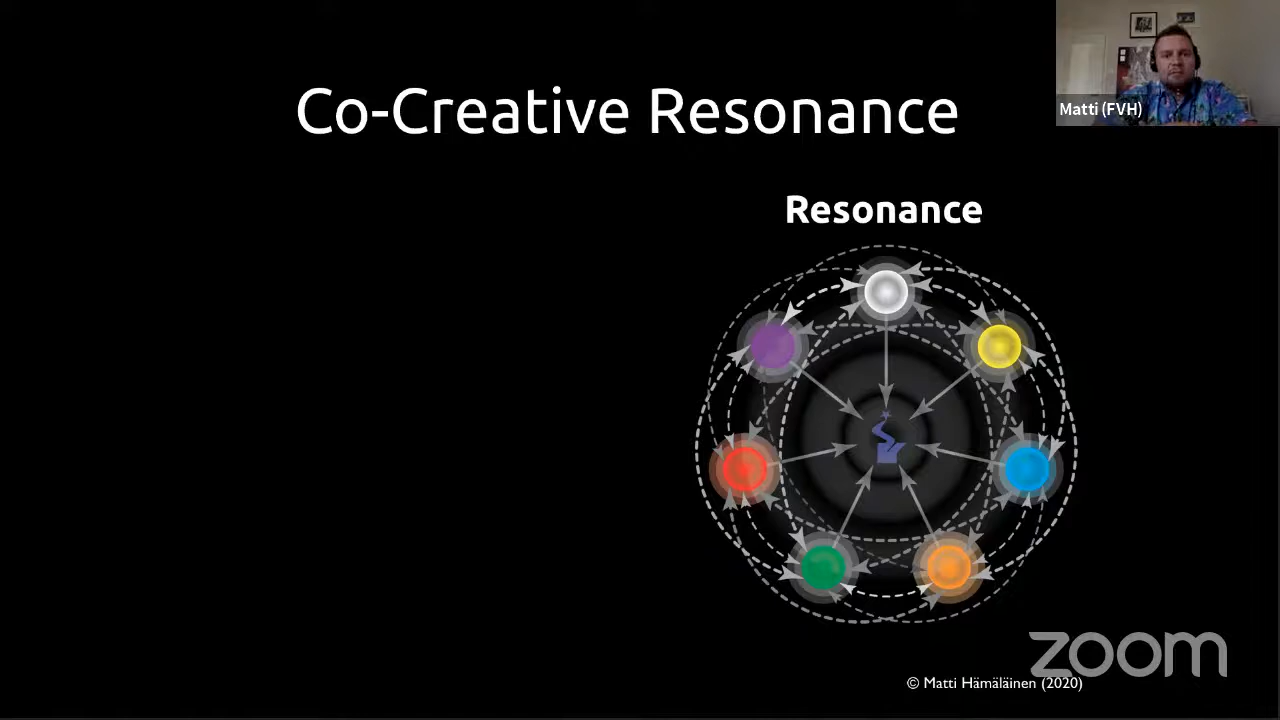 Co-Creative Resonance
Matti (FVH)
Resonance
zoom
© Matti Hämäläinen (2020)